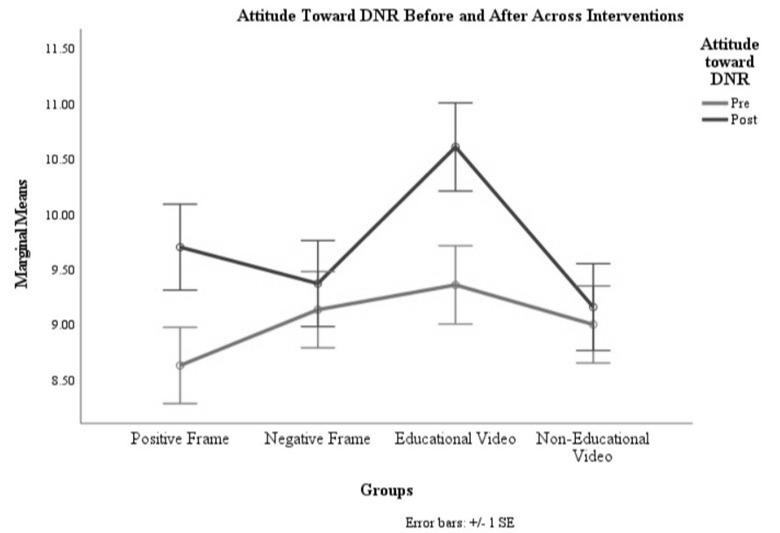 Attitude Toward DNR Before and After Across Interventions
11.50
11.00
10.50
10.00
9.50
9.00
8.50
Marginal Means
Positive Frame
Negative Frame
Educational Video
Non-Educational
Video
Groups
Error bars: +/- 1 SE
Attitude
toward
DNR
Pre
Post